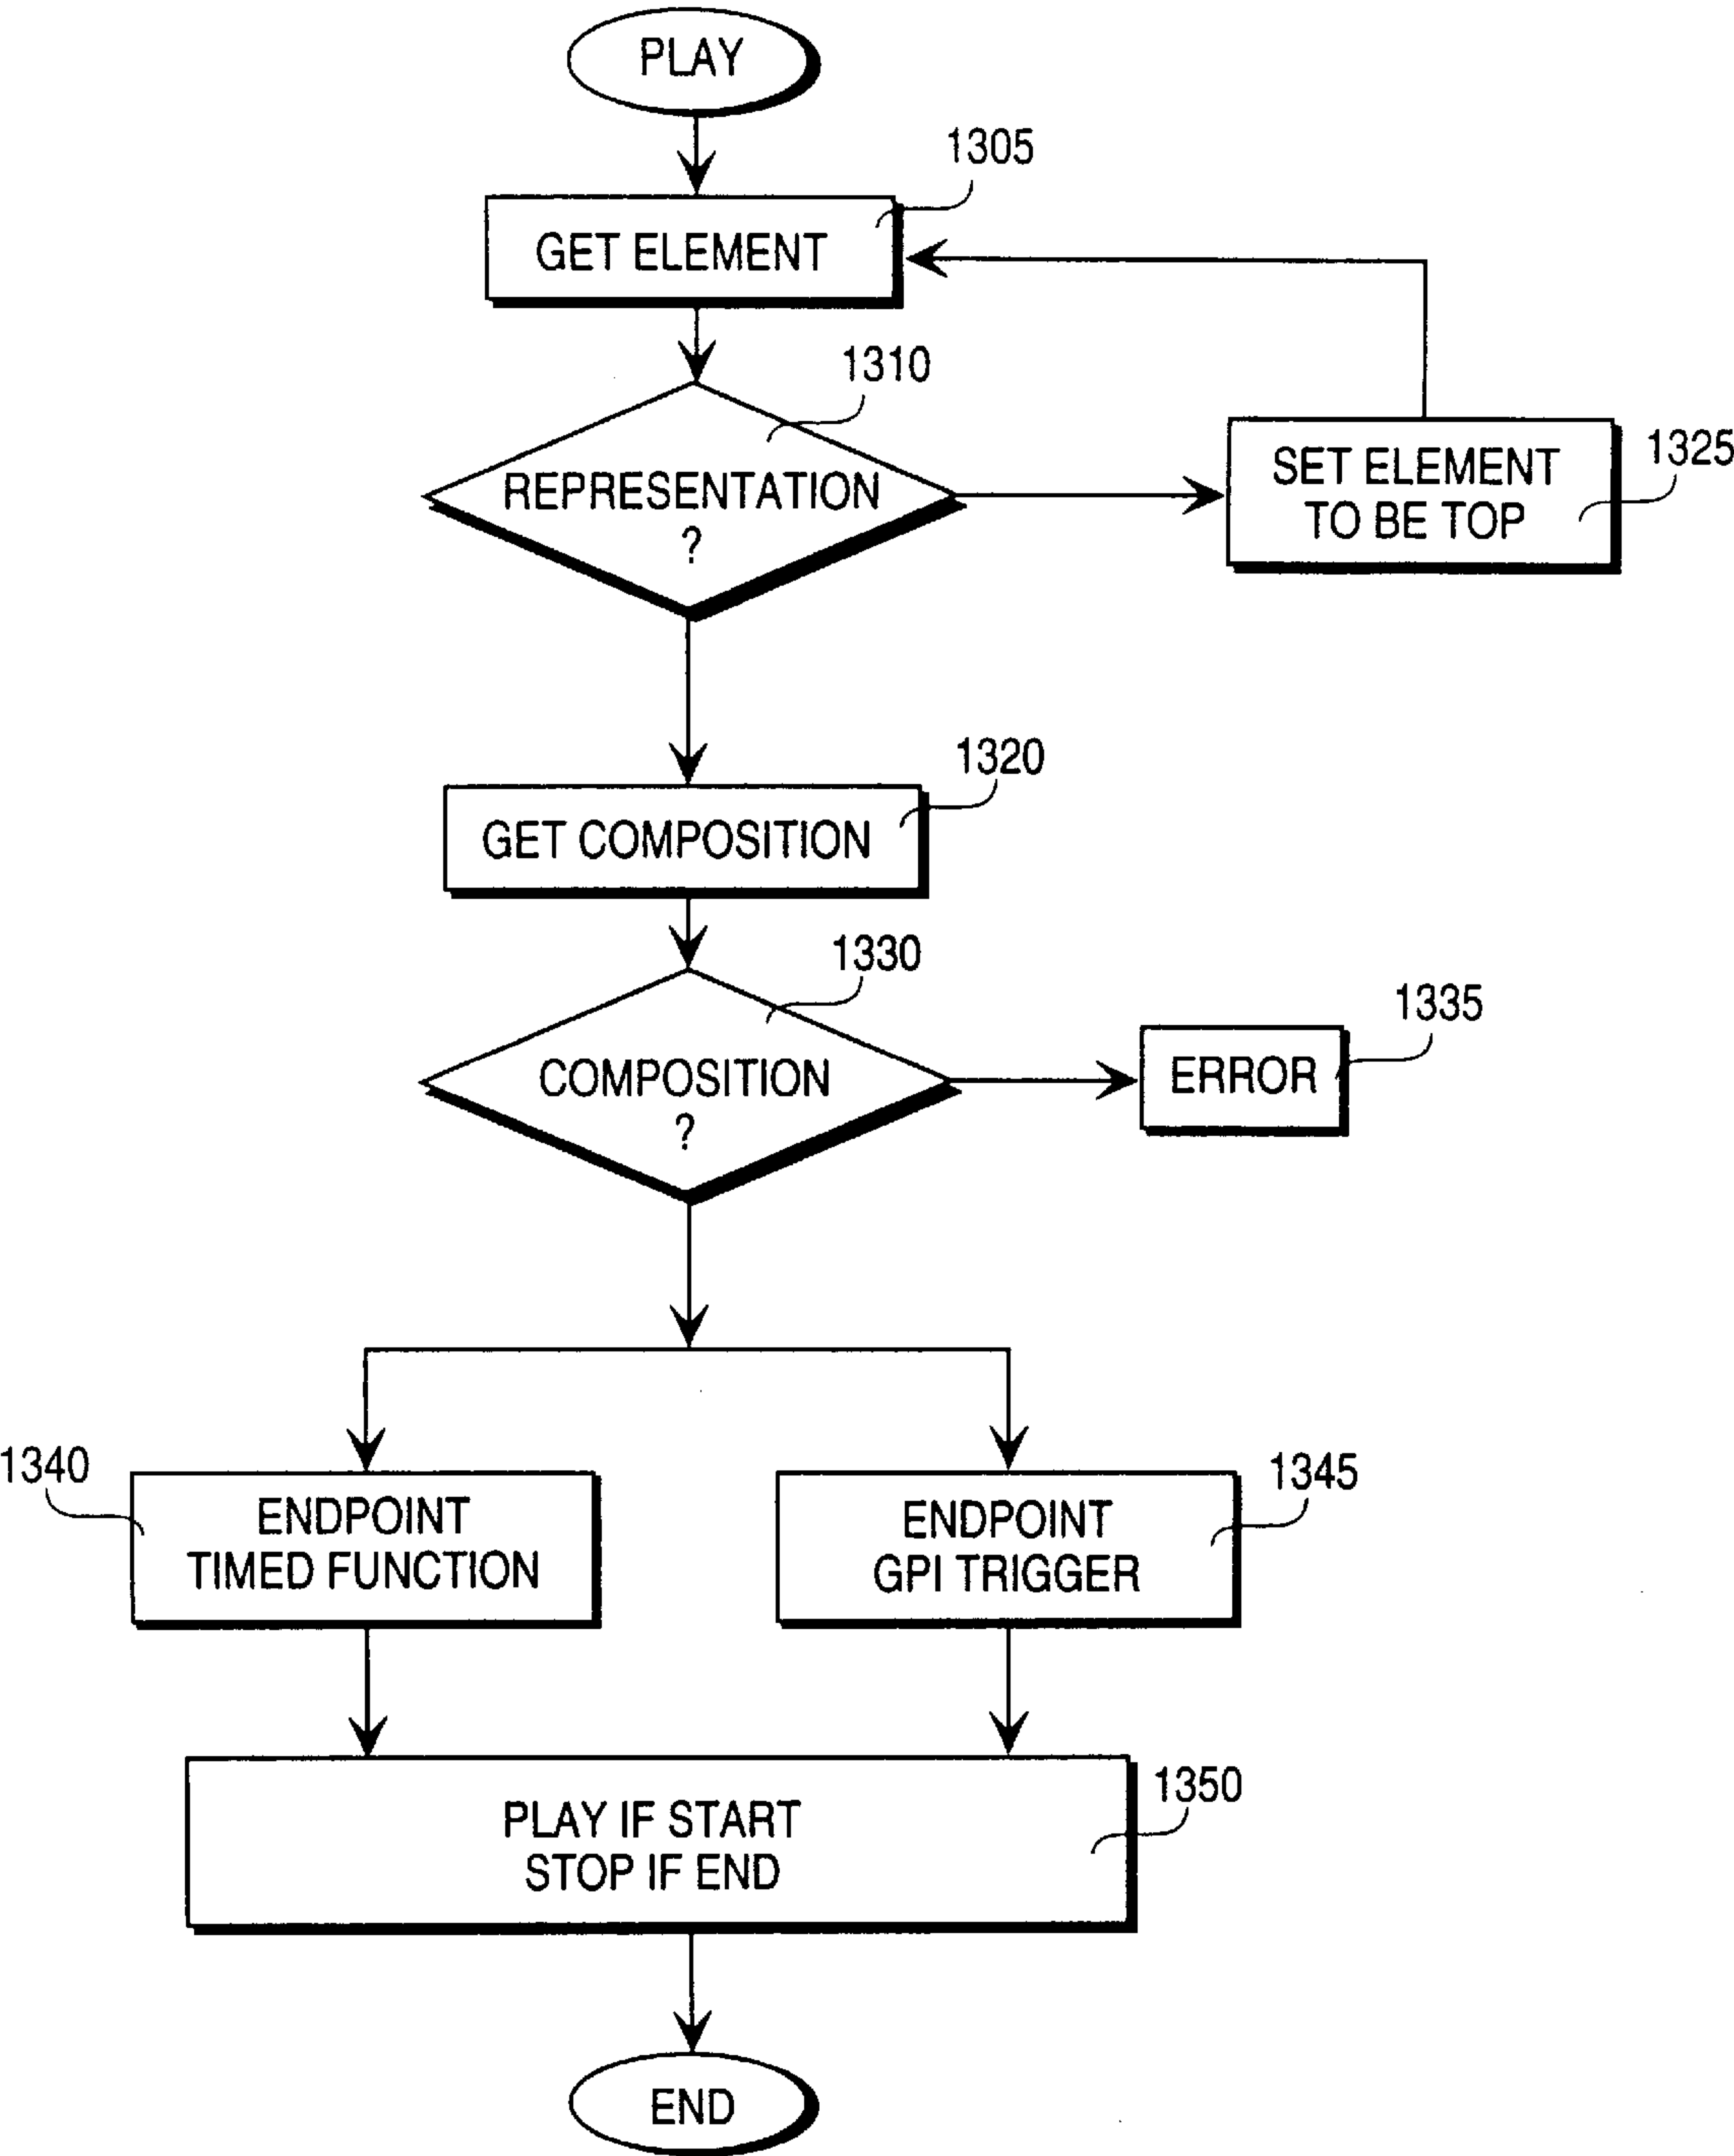 PLAY
1305
GET ELEMENT
1310
REPRESENTATION
?
SET ELEMENT
TO BE TOP
1325
1320
GET COMPOSITION
1330
COMPOSITION
?
1335
ERROR
1340
ENDPOINT
TIMED FUNCTION
1345
ENDPOINT
GPI TRIGGER
1350
PLAY IF START
STOP IF END
END